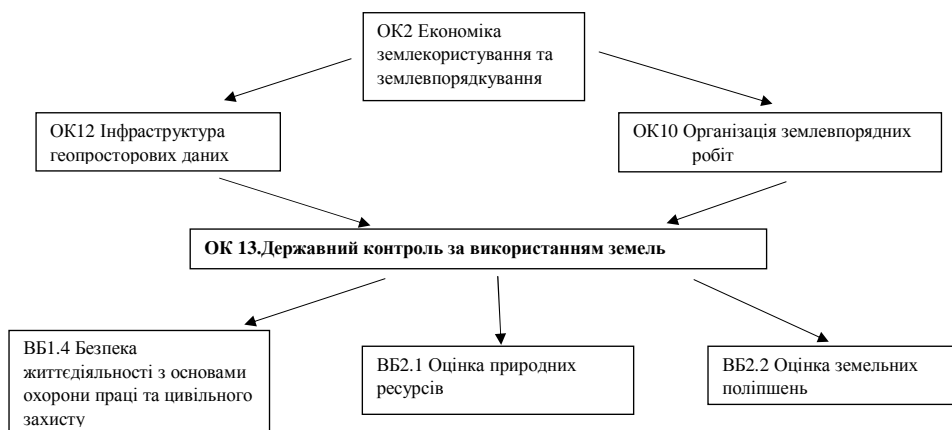 ОК2 Економіка
землекористування та
землевпорядкування
ОК12 Інфраструктура
геопросторових даних
ОК10 Організація землевпорядних
робіт
ОК 13.Державний контроль за використанням земель
ВБ1.4 Безпека
життєдіяльності з основами
охорони праці та цивільного
захисту
ВБ2.1 Оцінка природних
ресурсів
ВБ2.2 Оцінка земельних
поліпшень